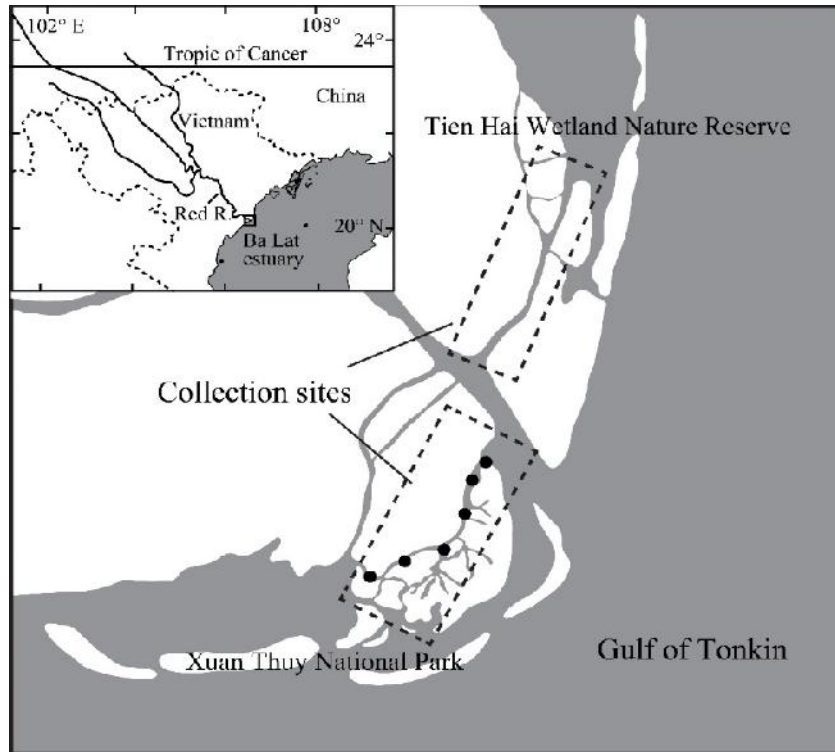 102° E
108°
24°
Tropic of Cancer
China
Vietnam
Red R.
20° N
Ba Lat
estuary
Tien Hai Wetland Nature Reserve
Collection sites
Xuan Thuy National Park
Gulf of Tonkin